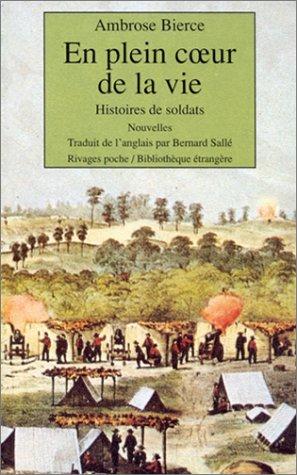 Ambrose Bierce
En plein cœur
de la vie
Histoires de soldats
Nouvelles
Traduit de l'anglais par Bernard Sallé
Rivages poche / Bibliothèque étrangère